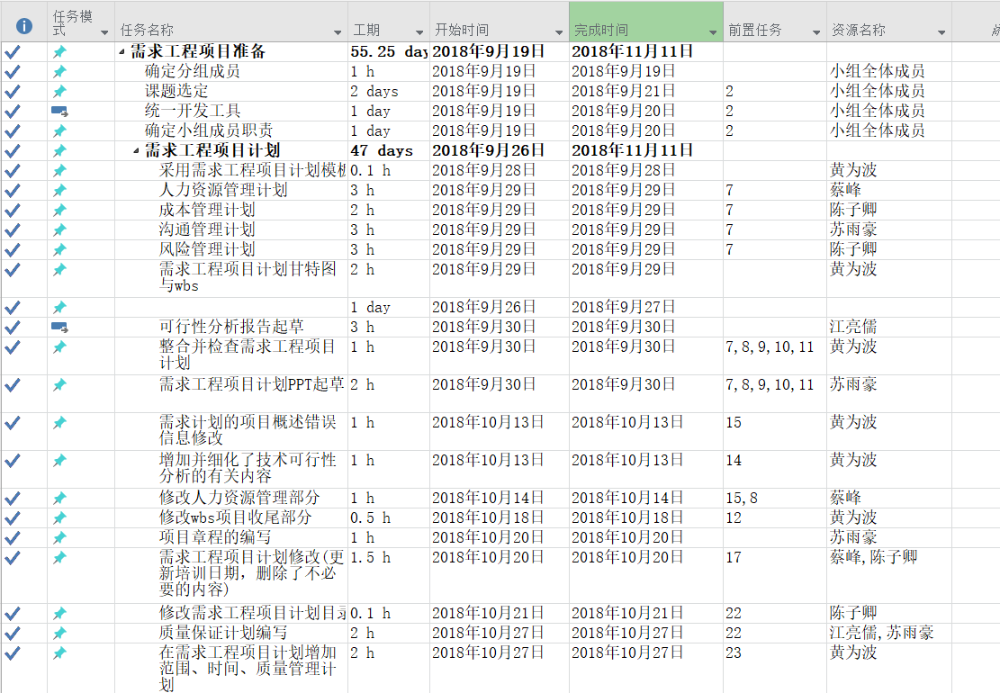 任务模式 任务名称 工期 开始时间 完成时间 前置任务 资源名称
需求工程项目准备 55.25 day 2018年9月19日 2018年11月11日
确定分组成员 1 h 2018年9月19日 2018年9月19日 小组全体成员
课题选定 2 days 2018年9月19日 2018年9月21日 2 小组全体成员
统一开发工具 1 day 2018年9月19日 2018年9月20日 2 小组全体成员
确定小组成员职责 1 day 2018年9月19日 2018年9月20日 2 小组全体成员
需求工程项目计划 47 days 2018年9月26日 2018年11月11日
采用需求工程项目计划模板 0.1 h 2018年9月28日 2018年9月28日 黄为波
人力资源管理计划 3 h 2018年9月29日 2018年9月29日 7 蔡峰
成本管理计划 2 h 2018年9月29日 2018年9月29日 7 陈子卿
沟通管理计划 3 h 2018年9月29日 2018年9月29日 7 苏雨豪
风险管理计划 3 h 2018年9月29日 2018年9月29日 7 陈子卿
需求工程项目计划甘特图 2 h 2018年9月29日 2018年9月29日 黄为波
与wbs
1 day 2018年9月26日 2018年9月27日
可行性分析报告起草 3 h 2018年9月30日 2018年9月30日 江亮儒
整合并检查需求工程项目 1 h 2018年9月30日 2018年9月30日 7,8,9,10,11 黄为波
计划
需求工程项目计划PPT起草 2 h 2018年9月30日 2018年9月30日 7,8,9,10,11 苏雨豪
需求计划的项目概述错误 1 h 2018年10月13日 2018年10月13日 15 黄为波
信息修改
增加并细化了技术可行性 1 h 2018年10月13日 2018年10月13日 14 黄为波
分析的有关内容
修改人力资源管理部分 1 h 2018年10月14日 2018年10月14日 15,8 蔡峰
修改wbs项目收尾部分 0.5 h 2018年10月18日 2018年10月18日 12 黄为波
项目章程的编写 1 h 2018年10月20日 2018年10月20日 苏雨豪
需求工程项目计划修改(更 1.5 h 2018年10月20日 2018年10月20日 17 蔡峰,陈子卿
新培训日期，删除了不必
要的内容)
修改需求工程项目计划目录 0.1 h 2018年10月21日 2018年10月21日 22 陈子卿
质量保证计划编写 2 h 2018年10月27日 2018年10月27日 22 江亮儒,苏雨豪
在需求工程项目计划增加 2 h 2018年10月27日 2018年10月27日 23 黄为波
范围、时间、质量管理计
划